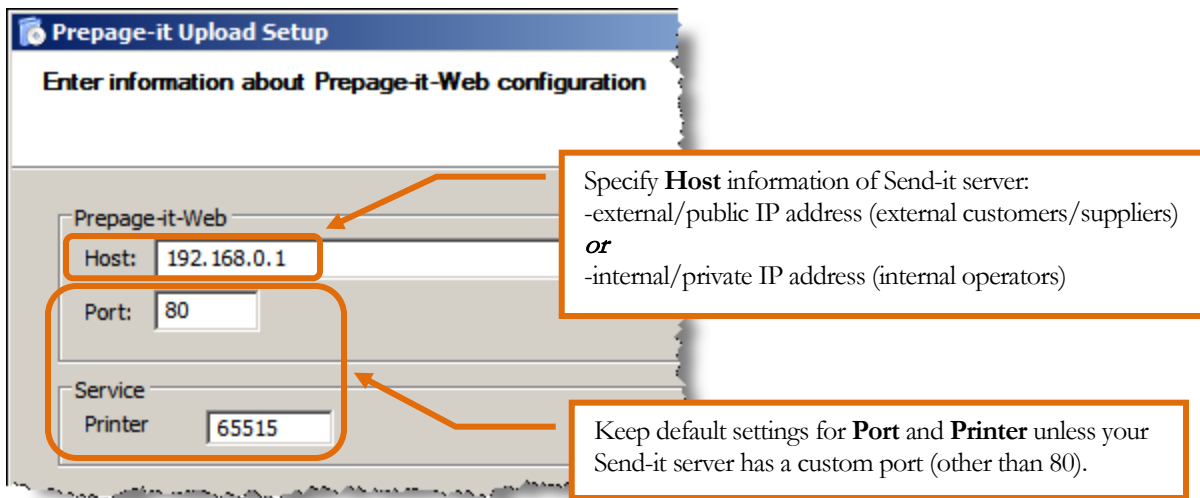 Prepage-it Upload Setup
Enter information about Prepage-it-Web configuration
Prepage-it-Web
Host: 192.168.0.1
Port: 80
Service
Printer 65515
Specify Host information of Send-it server:
-external/public IP address (external customers/suppliers)
or
-internal/private IP address (internal operators)
Keep default settings for Port and Printer unless your
Send-it server has a custom port (other than 80).